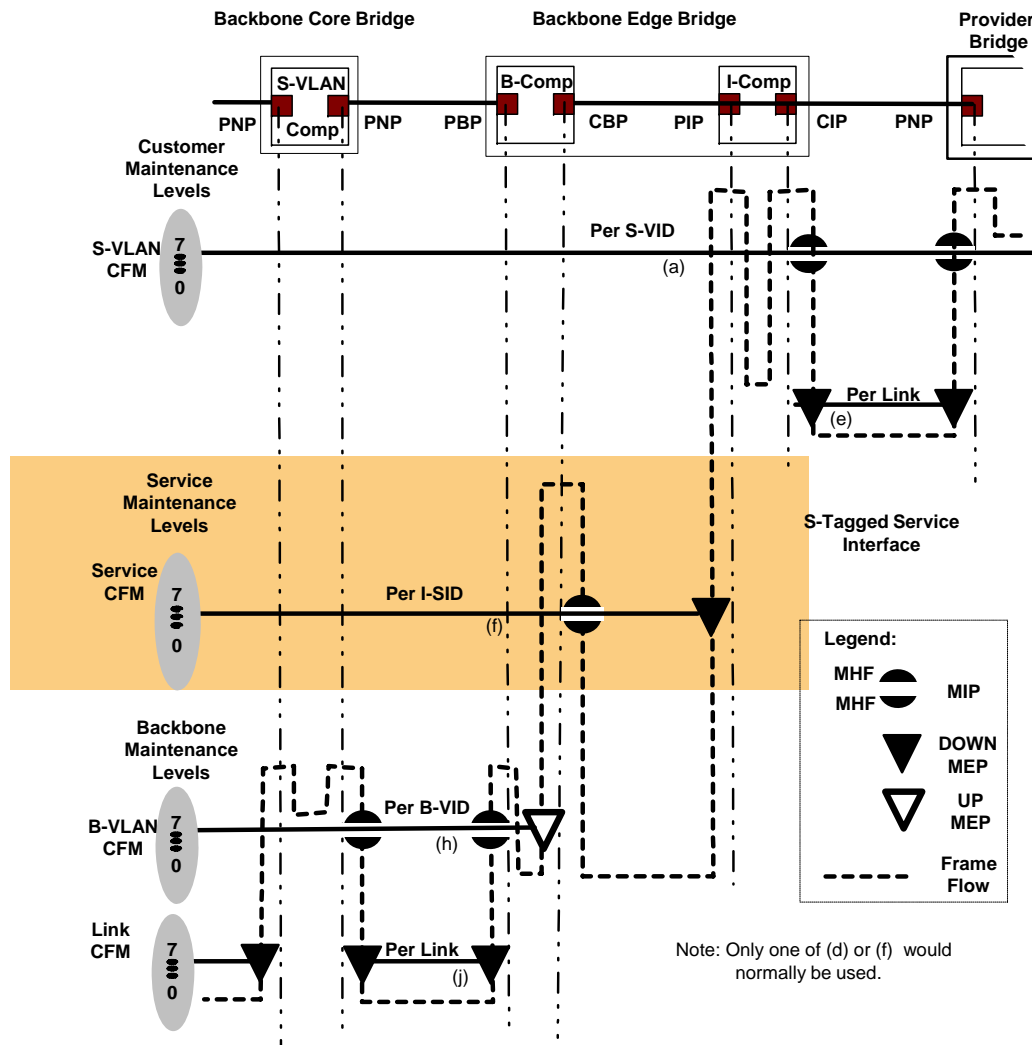 Backbone Core Bridge
Backbone Edge Bridge
Provider
Bridge
S-VLAN
Comp
B-Comp
I-Comp
PNP
PNP
PBP
CBP
PIP
CIP
PNP
Customer
Maintenance
Levels
S-VLAN
CFM
7
0
Per S-VID
(a)
Per Link
(e)
Service
Maintenance
Levels
S-Tagged Service
Interface
Service
CFM
7
0
Per I-SID
(f)
Legend:
MHF
MHF
MIP
DOWN
MEP
UP
MEP
Frame
Flow
Backbone
Maintenance
Levels
B-VLAN
CFM
7
0
Per B-VID
(h)
Link
CFM
7
0
Per Link
(j)
Note: Only one of (d) or (f) would
normally be used.